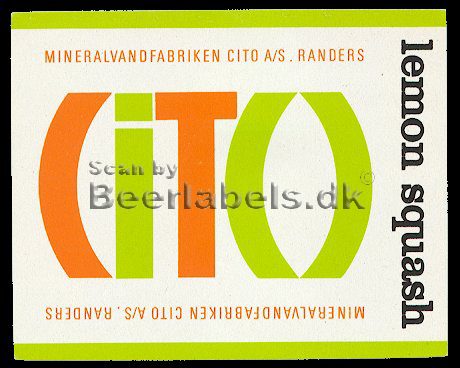 MINERALVANDFABRIKEN CITO A/S. RANDERS
CiTO
Scan by
Beerlabels.dk
©
MINERALVANDFABRIKEN CITO A/S. RANDERS
lemon squash